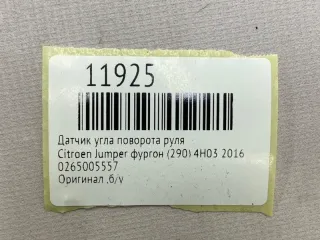 11925
Датчик угла поворота руля
Citroen Jumper фургон (290) 4H03 2016
0265005557
Оригинал ,б/у